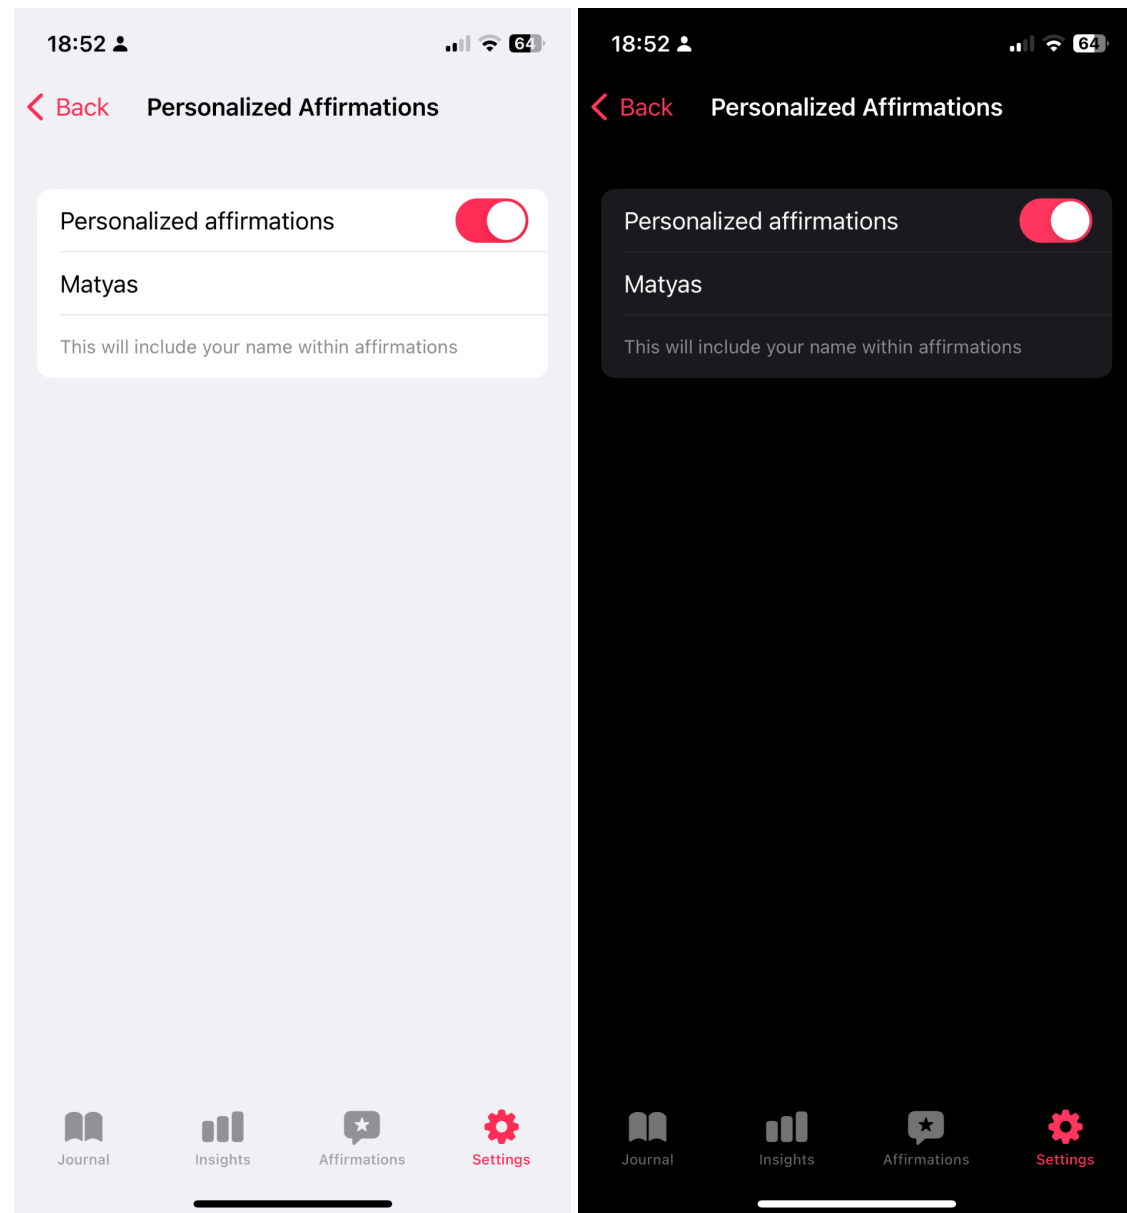 18:52
64
Back
Personalized Affirmations
Personalized affirmations
Matyas
This will include your name within affirmations
Journal
Insights
Affirmations
Settings
18:52
64
Back
Personalized Affirmations
Personalized affirmations
Matyas
This will include your name within affirmations
Journal
Insights
Affirmations
Settings